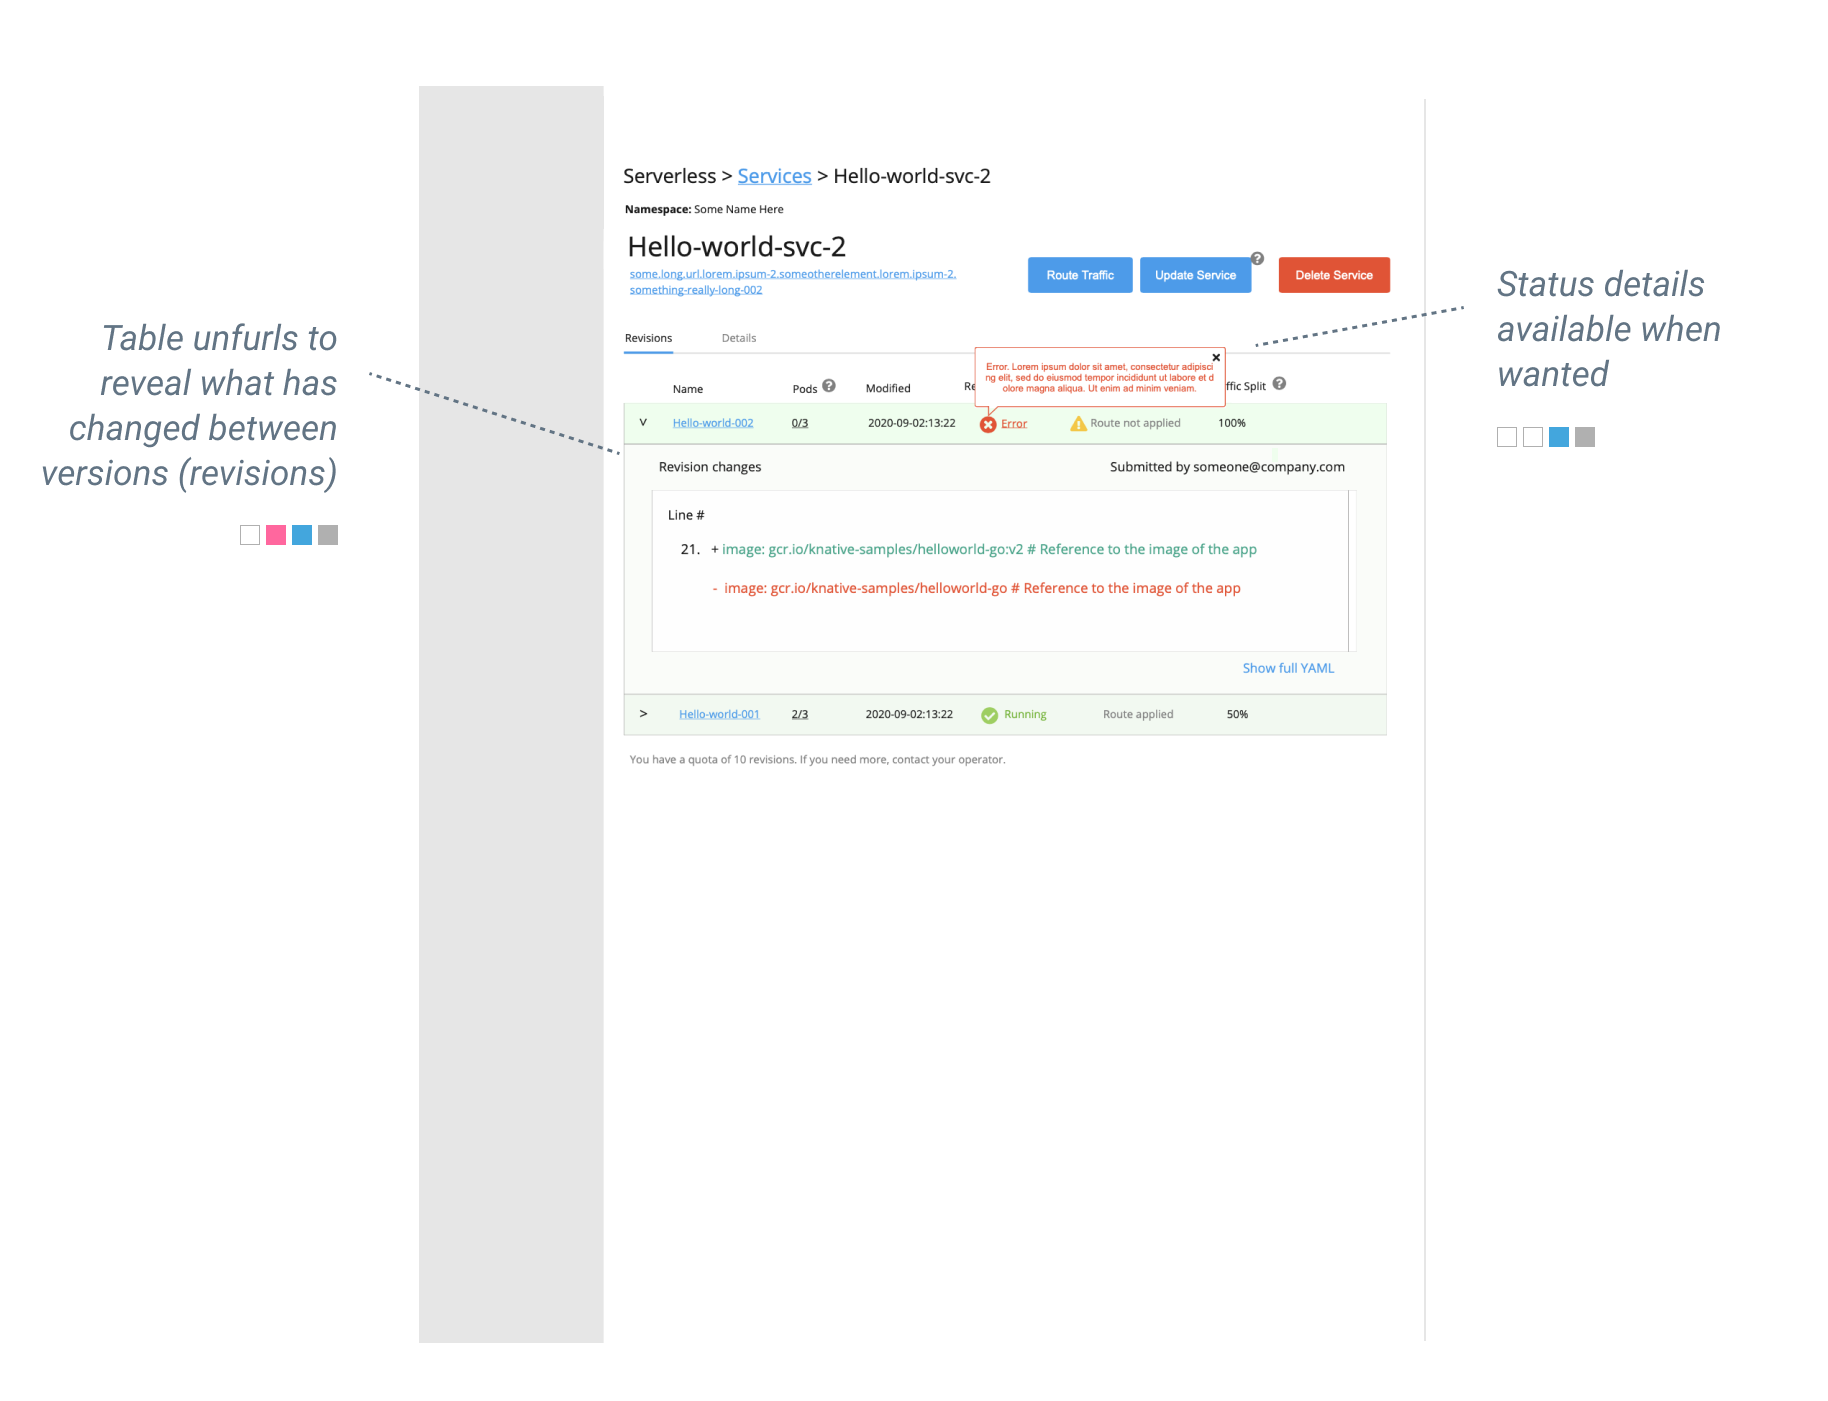 Serverless > Services > Hello-world-svc-2
Namespace: Some Name Here
Hello-world-svc-2
some.long.url.lorem.ipsum-2.someotherelement.lorem.ipsum-2.
something-really-long-002
Route Traffic
Update Service
?
Delete Service
Table unfurls to
reveal what has
changed between
versions (revisions)
Status details
available when
wanted
Revisions
Details
Error. Lorem ipsum dolor sit amet, consectetur adipisci
ng elit, sed do eiusmod tempor incididunt ut labore et d
olore magna aliqua. Ut enim ad minim veniam.
Name
Pods ?
Modified
Re
ffic Split ?
v Hello-world-002 0/3 2020-09-02:13:22 Error Route not applied 100%
Revision changes
Submitted by someone@company.com
Line #
21. + image: gcr.io/knative-samples/helloworld-go:v2 # Reference to the image of the app
- image: gcr.io/knative-samples/helloworld-go # Reference to the image of the app
Show full YAML
> Hello-world-001 2/3 2020-09-02:13:22 Running Route applied 50%
You have a quota of 10 revisions. If you need more, contact your operator.